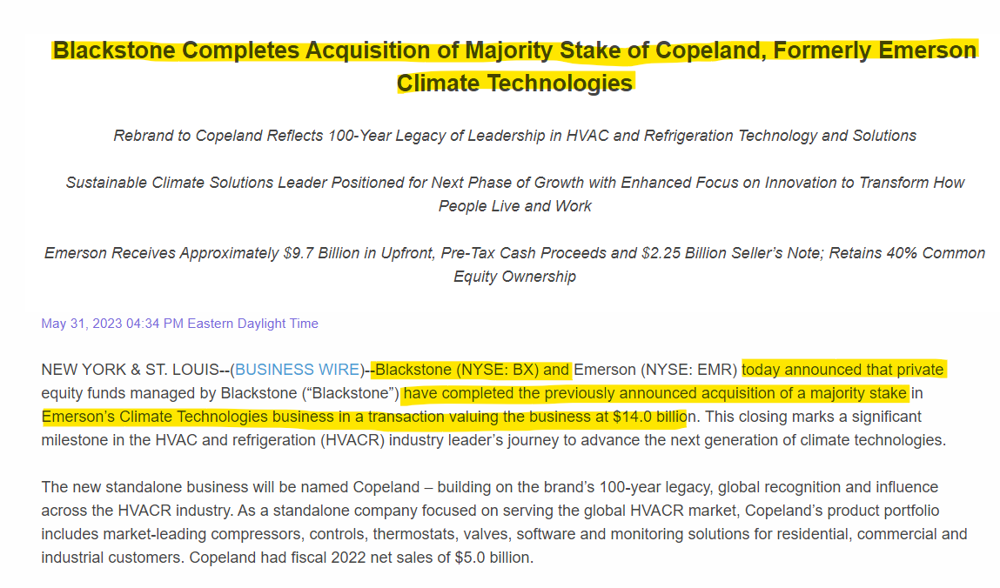 Blackstone Completes Acquisition of Majority Stake of Copeland, Formerly Emerson
Climate Technologies
Rebrand to Copeland Reflects 100-Year Legacy of Leadership in HVAC and Refrigeration Technology and Solutions
Sustainable Climate Solutions Leader Positioned for Next Phase of Growth with Enhanced Focus on Innovation to Transform How
People Live and Work
Emerson Receives Approximately $9.7 Billion in Upfront, Pre-Tax Cash Proceeds and $2.25 Billion Seller’s Note; Retains 40% Common
Equity Ownership
May 31, 2023 04:34 PM Eastern Daylight Time
NEW YORK & ST. LOUIS--(BUSINESS WIRE)--Blackstone (NYSE: BX) and Emerson (NYSE: EMR) today announced that private
equity funds managed by Blackstone (“Blackstone”) have completed the previously announced acquisition of a majority stake in
Emerson’s Climate Technologies business in a transaction valuing the business at $14.0 billion. This closing marks a significant
milestone in the HVAC and refrigeration (HVACR) industry leader’s journey to advance the next generation of climate technologies.
The new standalone business will be named Copeland – building on the brand’s 100-year legacy, global recognition and influence
across the HVACR industry. As a standalone company focused on serving the global HVACR market, Copeland’s product portfolio
includes market-leading compressors, controls, thermostats, valves, software and monitoring solutions for residential, commercial and
industrial customers. Copeland had fiscal 2022 net sales of $5.0 billion.